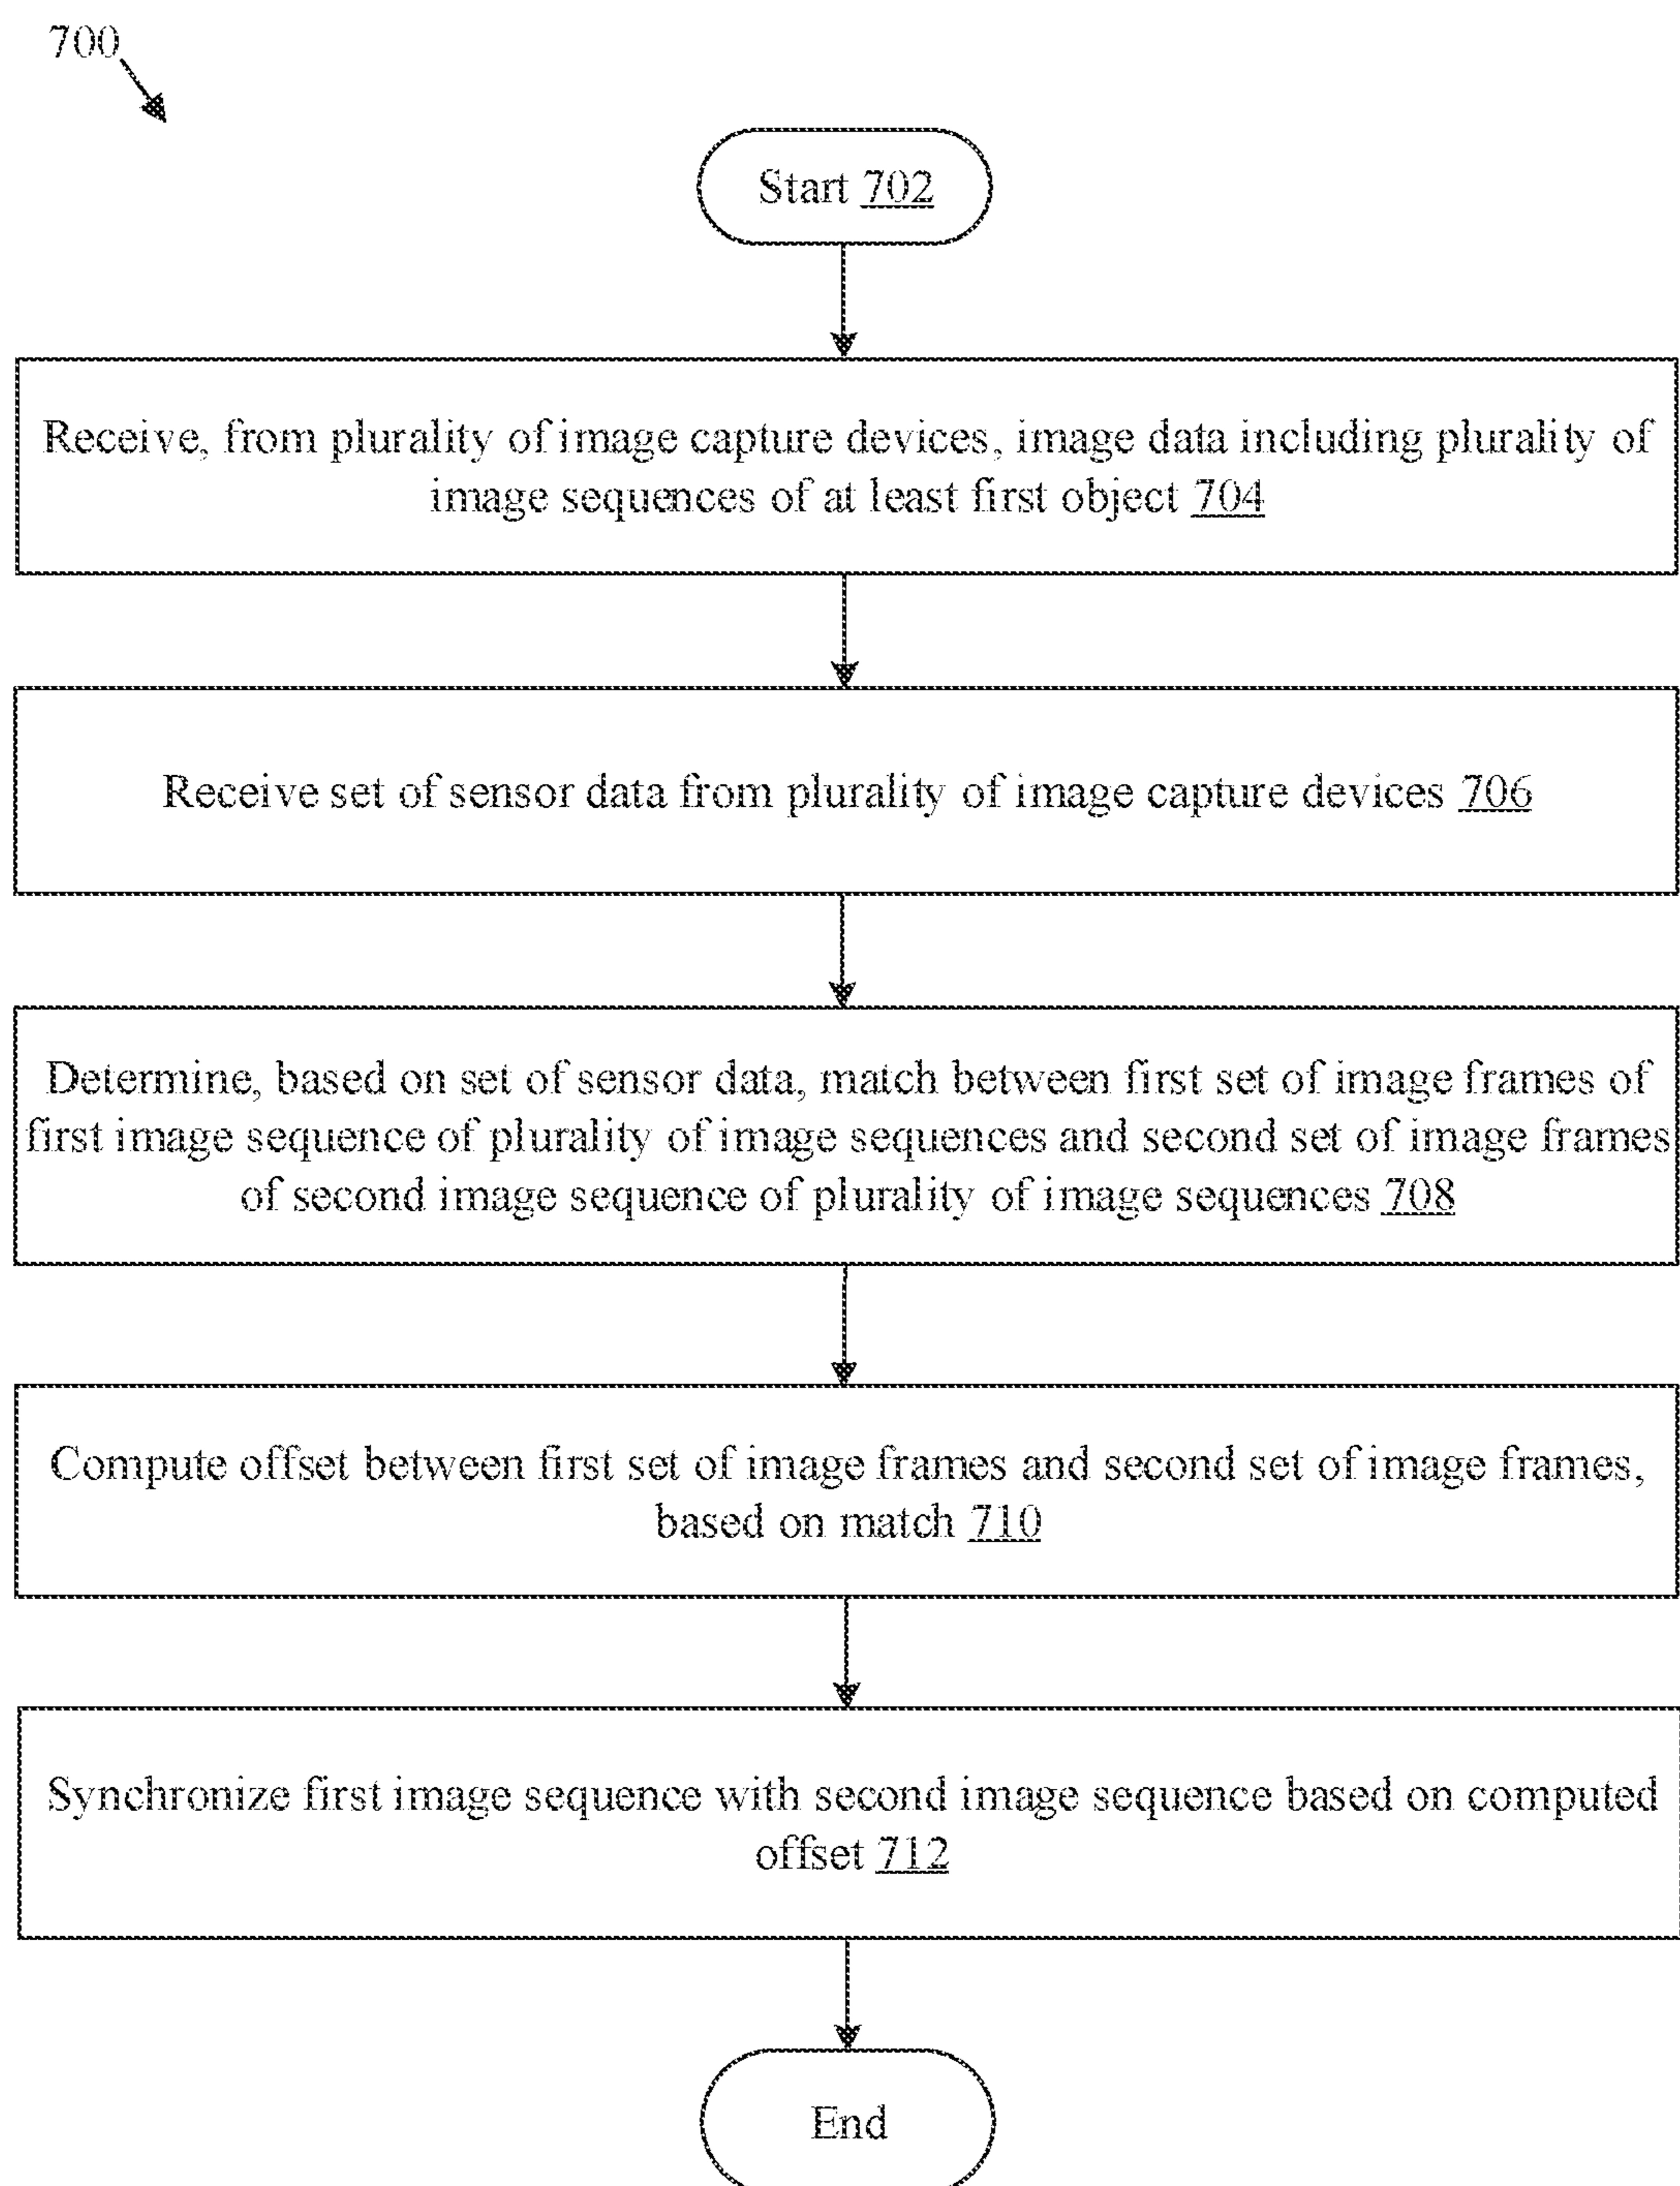 700
Start 702
Receive, from plurality of image capture devices, image data including plurality of
image sequences of at least first object 704
Receive set of sensor data from plurality of image capture devices 706
Determine, based on set of sensor data, match between first set of image frames of
first image sequence of plurality of image sequences and second set of image frames
of second image sequence of plurality of image sequences 708
Compute offset between first set of image frames and second set of image frames,
based on match 710
Synchronize first image sequence with second image sequence based on computed
offset 712
End